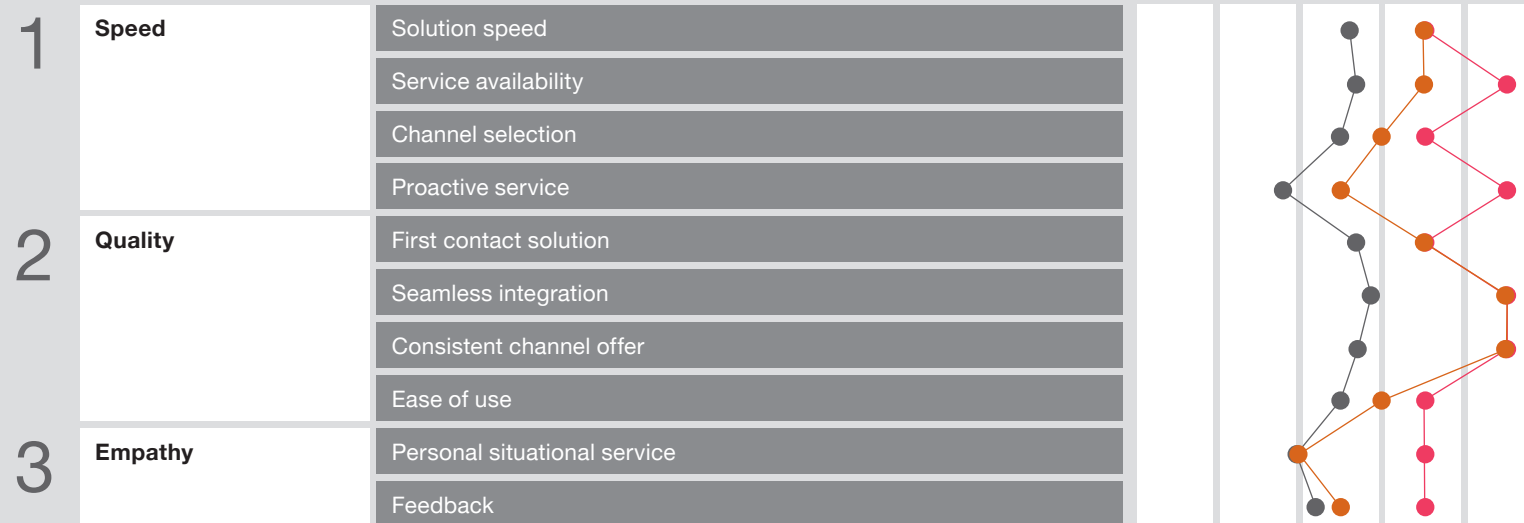 1
Speed
Solution speed
Service availability
Channel selection
Proactive service
2
Quality
First contact solution
Seamless integration
Consistent channel offer
Ease of use
3
Empathy
Personal situational service
Feedback